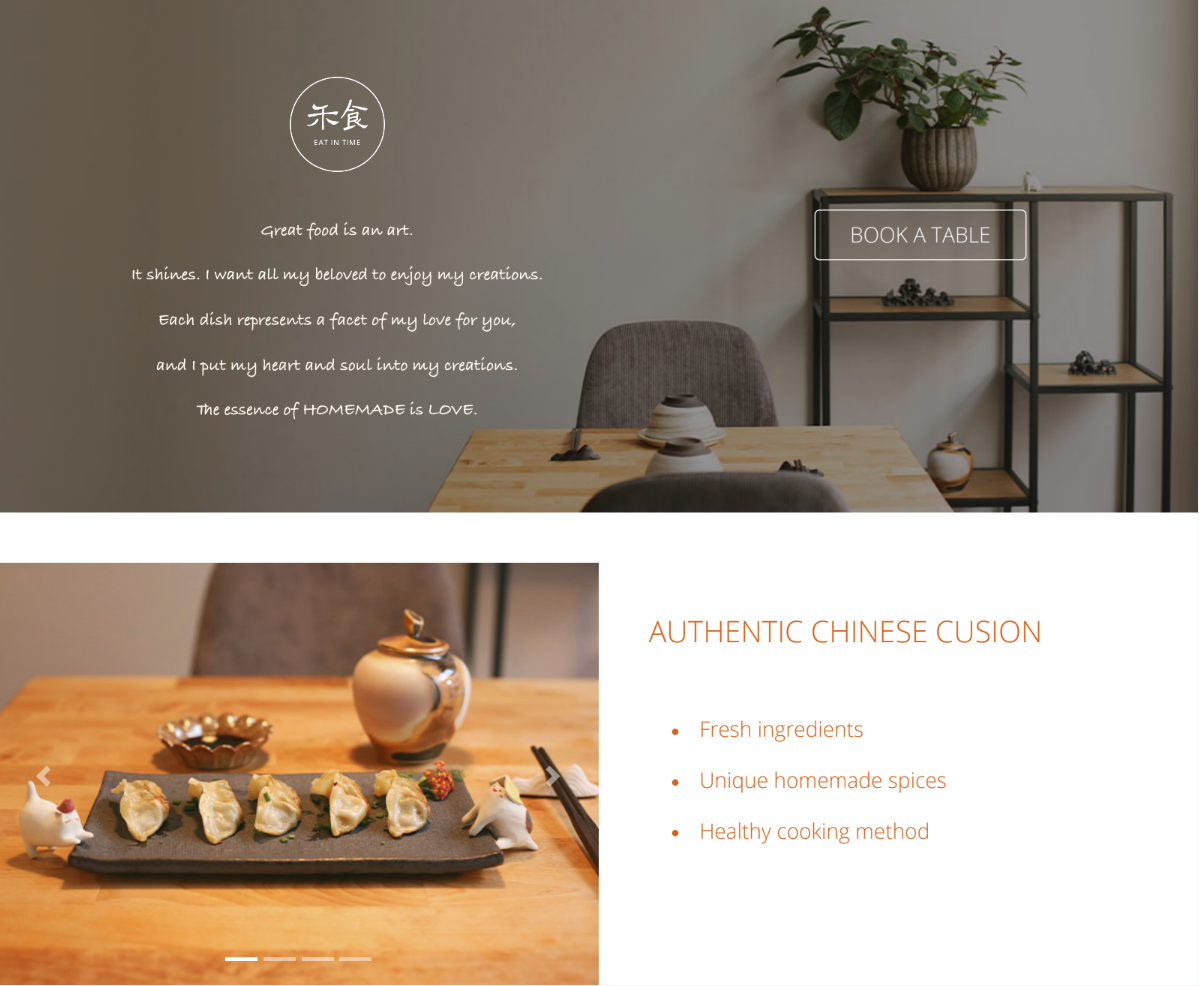 禾食
EAT IN TIME
Great food is an art.
It shines. I want all my beloved to enjoy my creations.
Each dish represents a facet of my love for you,
and I put my heart and soul into my creations.
The essence of HOMEMADE is LOVE.
BOOK A TABLE
AUTHENTIC CHINESE CUSION
Fresh ingredients
Unique homemade spices
Healthy cooking method